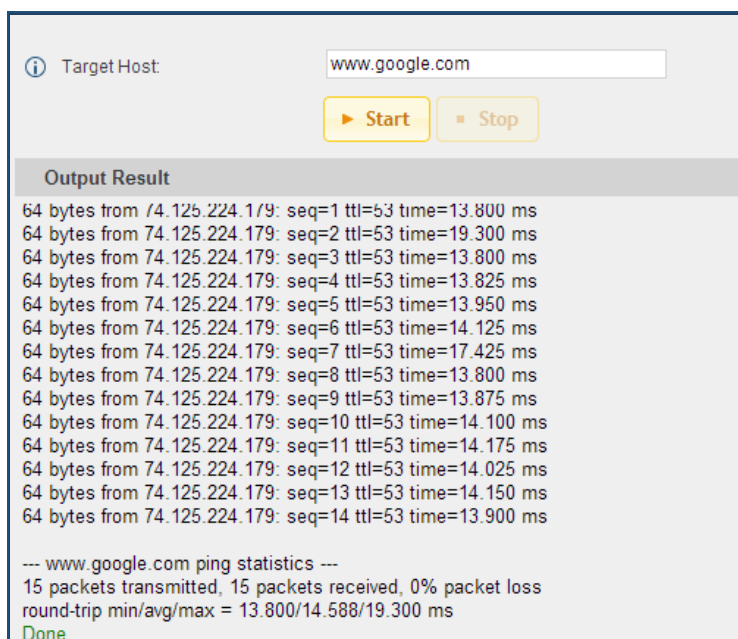 Target Host:
www.google.com
Start
Stop
Output Result
64 bytes from 74.125.224.179: seq=1 ttl=53 time=13.800 ms
64 bytes from 74.125.224.179: seq=2 ttl=53 time=19.300 ms
64 bytes from 74.125.224.179: seq=3 ttl=53 time=13.800 ms
64 bytes from 74.125.224.179: seq=4 ttl=53 time=13.825 ms
64 bytes from 74.125.224.179: seq=5 ttl=53 time=13.950 ms
64 bytes from 74.125.224.179: seq=6 ttl=53 time=14.125 ms
64 bytes from 74.125.224.179: seq=7 ttl=53 time=17.425 ms
64 bytes from 74.125.224.179: seq=8 ttl=53 time=13.800 ms
64 bytes from 74.125.224.179: seq=9 ttl=53 time=13.875 ms
64 bytes from 74.125.224.179: seq=10 ttl=53 time=14.100 ms
64 bytes from 74.125.224.179: seq=11 ttl=53 time=14.175 ms
64 bytes from 74.125.224.179: seq=12 ttl=53 time=14.025 ms
64 bytes from 74.125.224.179: seq=13 ttl=53 time=14.150 ms
64 bytes from 74.125.224.179: seq=14 ttl=53 time=13.900 ms
--- www.google.com ping statistics ---
15 packets transmitted, 15 packets received, 0% packet loss
round-trip min/avg/max = 13.800/14.588/19.300 ms
Done